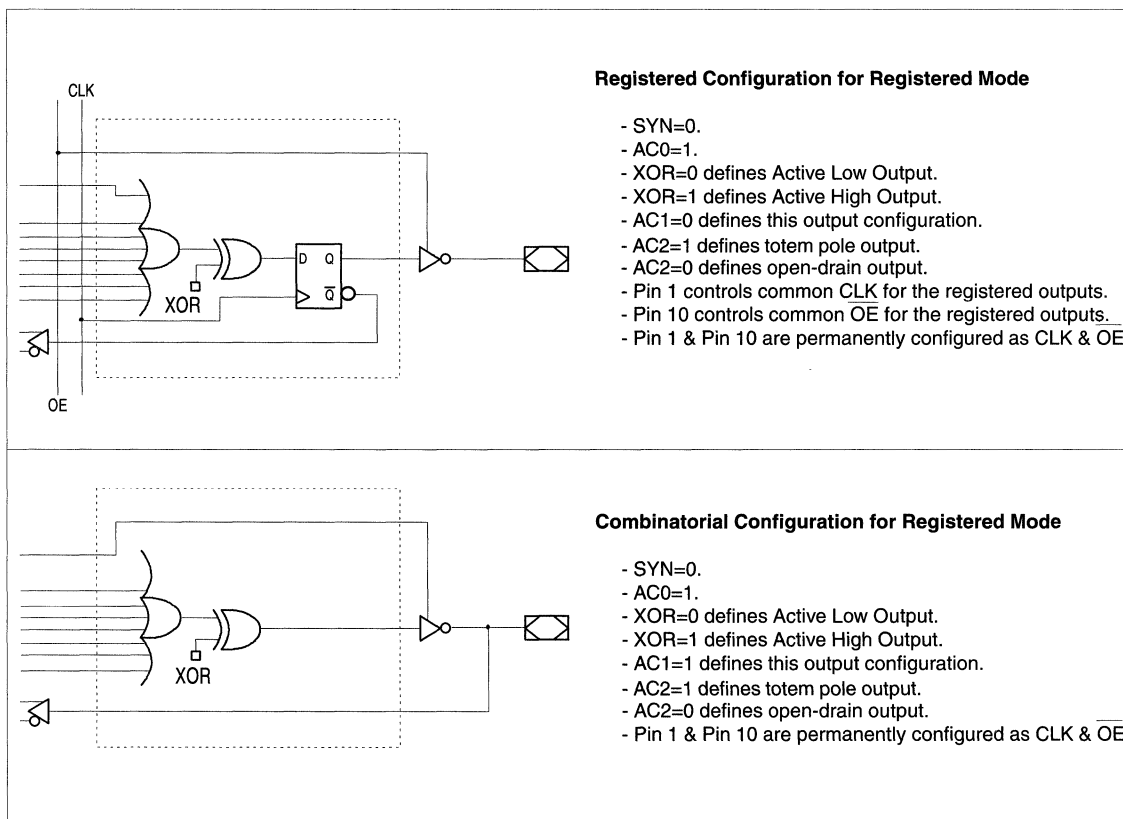 CLK
XOR
D Q
Q̅
OE
Registered Configuration for Registered Mode
- SYN=0.
- AC0=1.
- XOR=0 defines Active Low Output.
- XOR=1 defines Active High Output.
- AC1=0 defines this output configuration.
- AC2=1 defines totem pole output.
- AC2=0 defines open-drain output.
- Pin 1 controls common CLK for the registered outputs.
- Pin 10 controls common O̅E̅ for the registered outputs.
- Pin 1 & Pin 10 are permanently configured as CLK & O̅E̅
XOR
Combinatorial Configuration for Registered Mode
- SYN=0.
- AC0=1.
- XOR=0 defines Active Low Output.
- XOR=1 defines Active High Output.
- AC1=1 defines this output configuration.
- AC2=1 defines totem pole output.
- AC2=0 defines open-drain output.
- Pin 1 & Pin 10 are permanently configured as CLK & O̅E̅